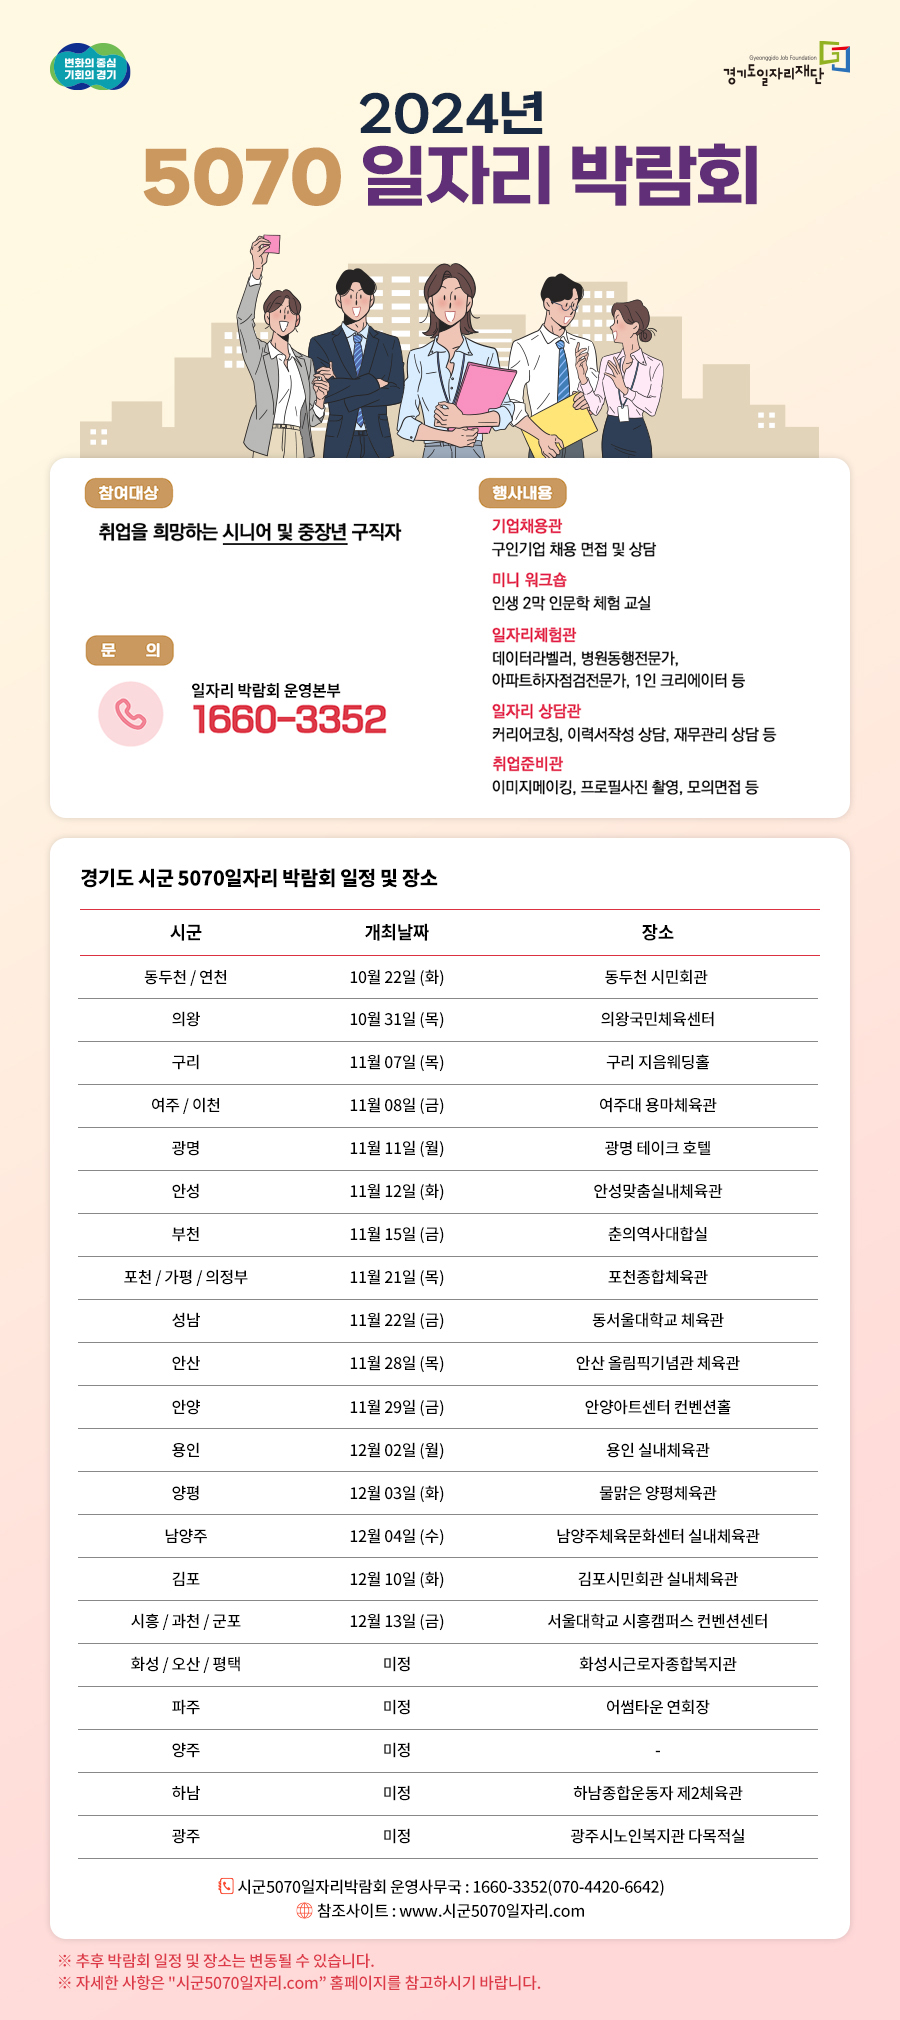 변화의 중심
기회의 경기
Gyeonggido Job Foundation
경기도일자리재단
2024년
5070 일자리 박람회
참여대상
취업을 희망하는 시니어 및 중장년 구직자
문 의
일자리 박람회 운영본부
1660-3352
행사내용
기업채용관
구인기업 채용 면접 및 상담
미니 워크숍
인생 2막 인문학 체험 교실
일자리체험관
데이터라벨러, 병원동행전문가,
아파트하자점검전문가, 1인 크리에이터 등
일자리 상담관
커리어코칭, 이력서작성 상담, 재무관리 상담 등
취업준비관
이미지메이킹, 프로필사진 촬영, 모의면접 등
경기도 시군 5070일자리 박람회 일정 및 장소
시군 개최날짜 장소
동두천 / 연천 10월 22일 (화) 동두천 시민회관
의왕 10월 31일 (목) 의왕국민체육센터
구리 11월 07일 (목) 구리 지음웨딩홀
여주 / 이천 11월 08일 (금) 여주대 용마체육관
광명 11월 11일 (월) 광명 테이크 호텔
안성 11월 12일 (화) 안성맞춤실내체육관
부천 11월 15일 (금) 춘의역사대합실
포천 / 가평 / 의정부 11월 21일 (목) 포천종합체육관
성남 11월 22일 (금) 동서울대학교 체육관
안산 11월 28일 (목) 안산 올림픽기념관 체육관
안양 11월 29일 (금) 안양아트센터 컨벤션홀
용인 12월 02일 (월) 용인 실내체육관
양평 12월 03일 (화) 물맑은 양평체육관
남양주 12월 04일 (수) 남양주체육문화센터 실내체육관
김포 12월 10일 (화) 김포시민회관 실내체육관
시흥 / 과천 / 군포 12월 13일 (금) 서울대학교 시흥캠퍼스 컨벤션센터
화성 / 오산 / 평택 미정 화성시근로자종합복지관
파주 미정 어썸타운 연회장
양주 미정 -
하남 미정 하남종합운동자 제2체육관
광주 미정 광주시노인복지관 다목적실
시군5070일자리박람회 운영사무국 : 1660-3352(070-4420-6642)
참조사이트 : www.시군5070일자리.com
※ 추후 박람회 일정 및 장소는 변동될 수 있습니다.
※ 자세한 사항은 "시군5070일자리.com” 홈페이지를 참고하시기 바랍니다.